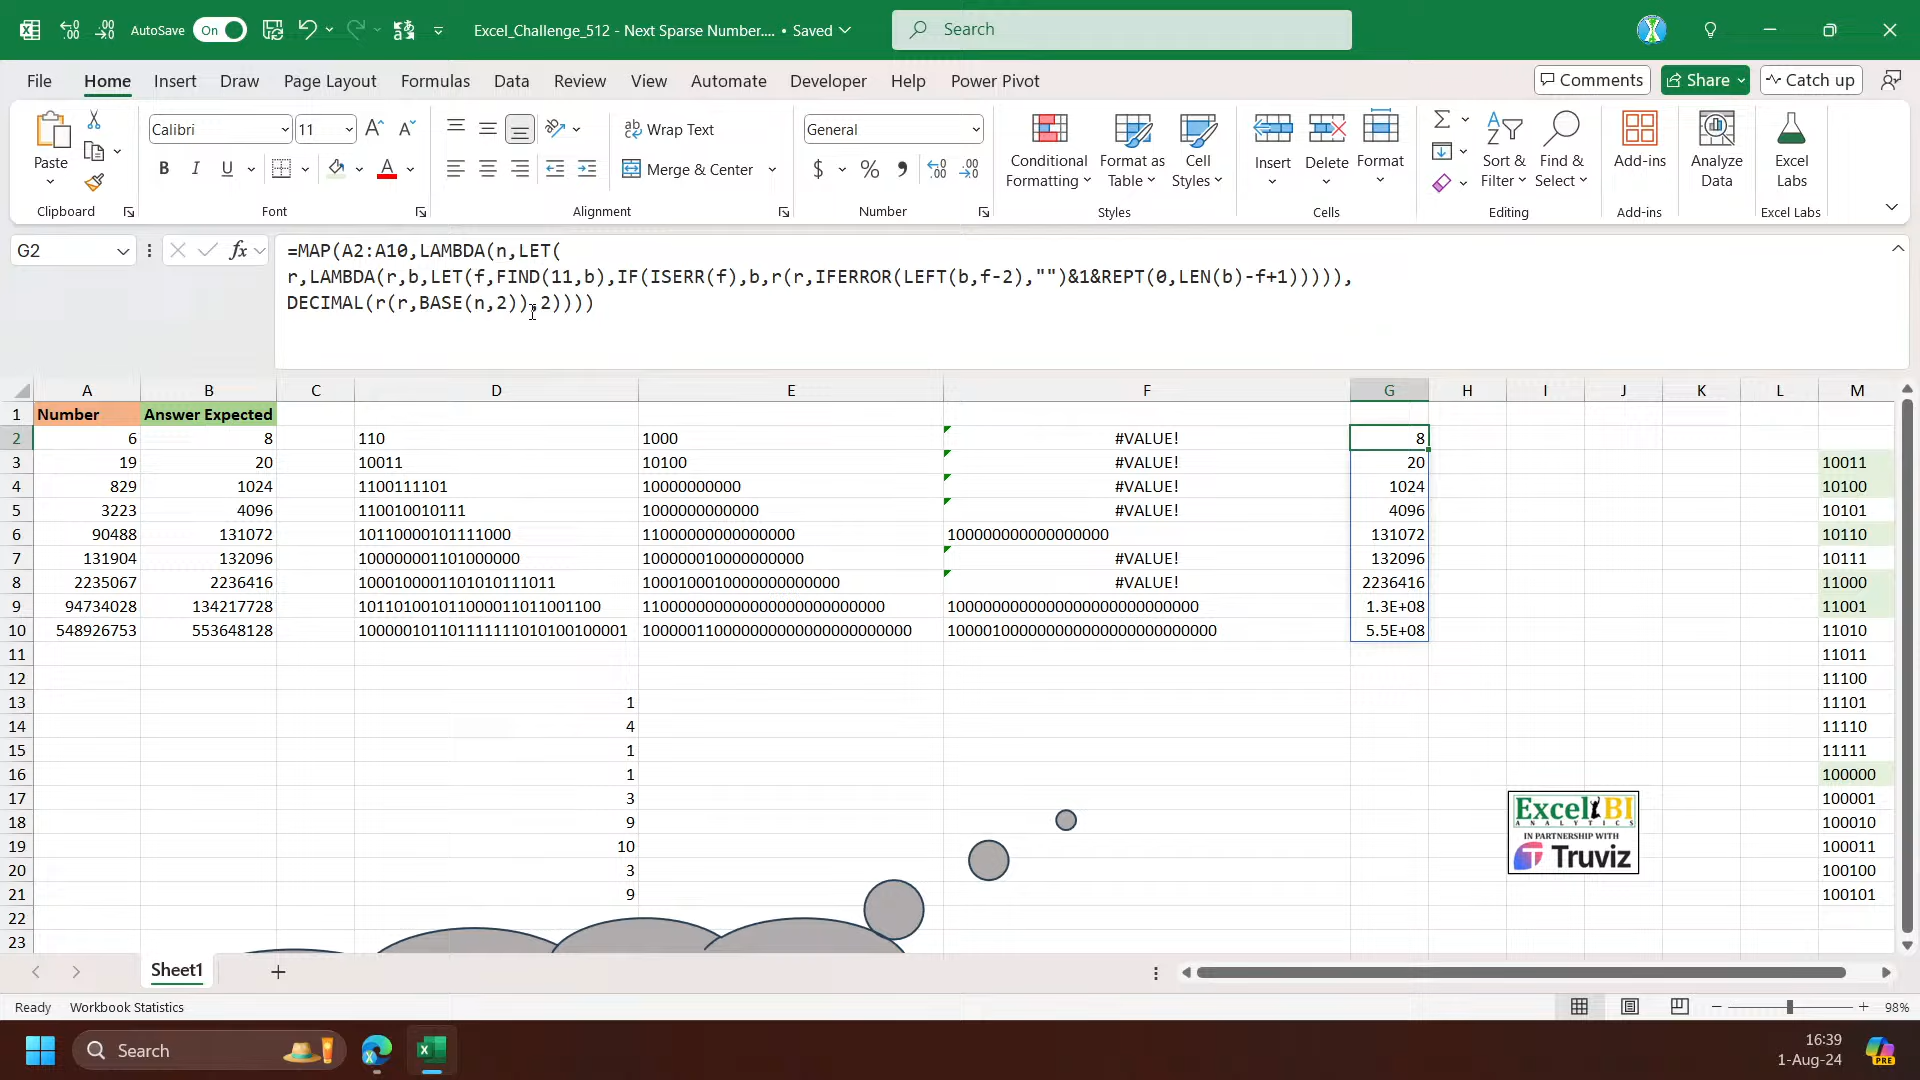 AutoSave On Excel_Challenge_512 - Next Sparse Number.... • Saved Search
File Home Insert Draw Page Layout Formulas Data Review View Automate Developer Help Power Pivot Comments Share Catch up
Paste Calibri 11 Wrap Text General Conditional Formatting Format as Table Cell Styles Insert Delete Format Sort & Filter Find & Select Add-ins Analyze Data Excel Labs
B I U Merge & Center $ %
Clipboard Font Alignment Number Styles Cells Editing Add-ins Excel Labs
G2 fx =MAP(A2:A10,LAMBDA(n,LET(
r,LAMBDA(r,b,LET(f,FIND(11,b),IF(ISERR(f),b,r(r,IFERROR(LEFT(b,f-2),"")&1&REPT(0,LEN(b)-f+1))))),
DECIMAL(r(r,BASE(n,2)),2))))
A B C D E F G H I J K L M
1 Number Answer Expected
2 6 8 110 1000 #VALUE! 8
3 19 20 10011 10100 #VALUE! 20 10011
4 829 1024 1100111101 10000000000 #VALUE! 1024 10100
5 3223 4096 110010010111 1000000000000 #VALUE! 4096 10101
6 90488 131072 10110000101111000 11000000000000000 100000000000000000 131072 10110
7 131904 132096 100000001101000000 100000010000000000 #VALUE! 132096 10111
8 2235067 2236416 1000100001101010111011 1000100010000000000000 #VALUE! 2236416 11000
9 94734028 134217728 101101001011000011011001100 110000000000000000000000000 1000000000000000000000000000 1.3E+08 11001
10 548926753 553648128 100000101101111111010100100001 100000110000000000000000000000 100001000000000000000000000000 5.5E+08 11010
11 11011
12 11100
13 1 11101
14 4 11110
15 1 11111
16 1 100000
17 3 100001
18 9 100010
19 10 100011
20 3 100100
21 9 100101
22
23
Excel BI
ANALYTICS
IN PARTNERSHIP WITH
Truviz
Sheet1
Ready Workbook Statistics 98%
Search 16:39
1-Aug-24
PRE